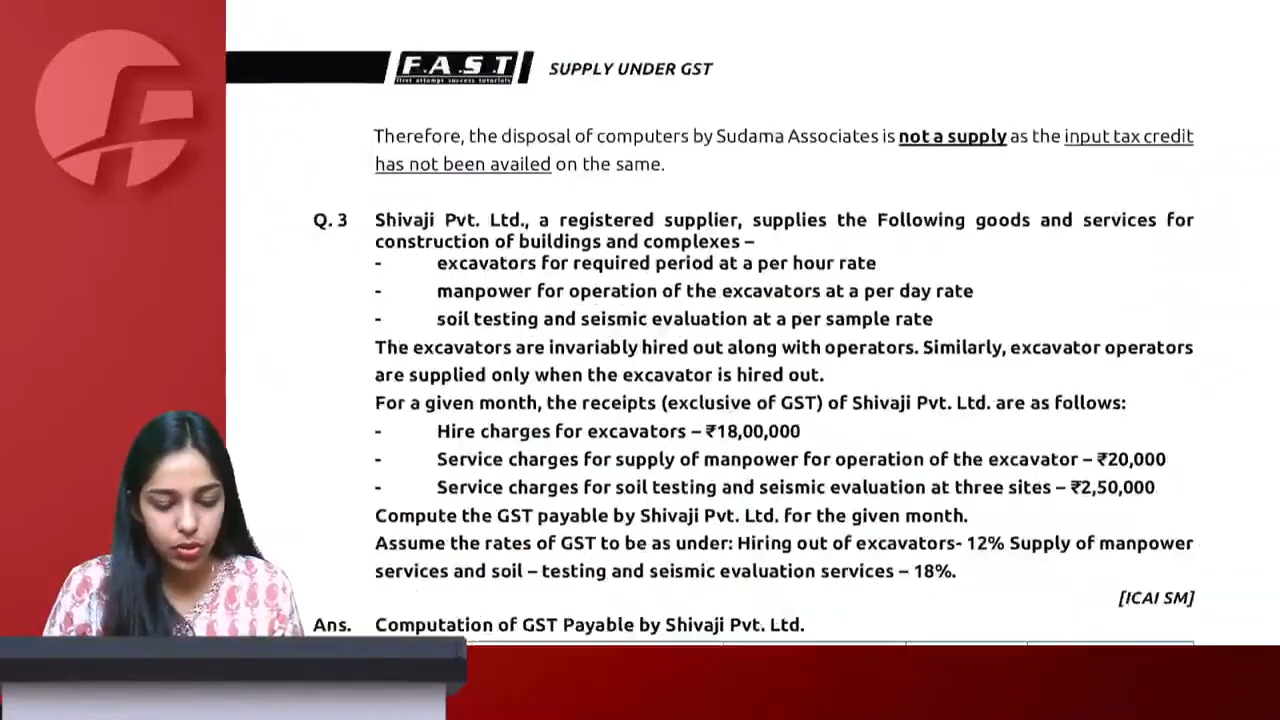 F.A.S.T
first attempt success tutorials
SUPPLY UNDER GST
Therefore, the disposal of computers by Sudama Associates is not a supply as the input tax credit
has not been availed on the same.
Q. 3 Shivaji Pvt. Ltd., a registered supplier, supplies the Following goods and services for
construction of buildings and complexes –
- excavators for required period at a per hour rate
- manpower for operation of the excavators at a per day rate
- soil testing and seismic evaluation at a per sample rate
The excavators are invariably hired out along with operators. Similarly, excavator operators
are supplied only when the excavator is hired out.
For a given month, the receipts (exclusive of GST) of Shivaji Pvt. Ltd. are as follows:
- Hire charges for excavators – ₹18,00,000
- Service charges for supply of manpower for operation of the excavator – ₹20,000
- Service charges for soil testing and seismic evaluation at three sites – ₹2,50,000
Compute the GST payable by Shivaji Pvt. Ltd. for the given month.
Assume the rates of GST to be as under: Hiring out of excavators- 12% Supply of manpower
services and soil – testing and seismic evaluation services – 18%.
[ICAI SM]
Ans. Computation of GST Payable by Shivaji Pvt. Ltd.